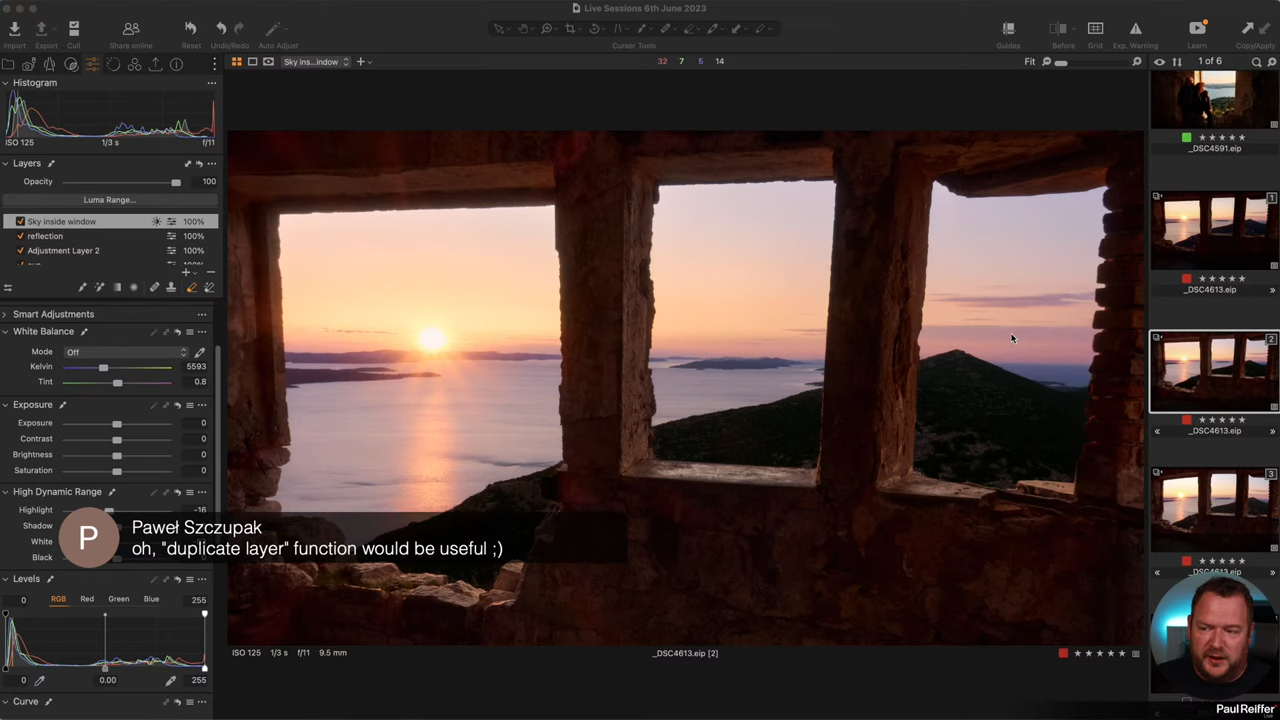 Live Sessions 6th June 2023
Import
Export
Cull
Share online
Reset
Undo/Redo
Auto Adjust
Cursor Tools
Guides
Before
Grid
Exp. Warning
Learn
Copy/Apply
Sky ins...indow
32 7 5 14
Fit
1 of 6
Histogram
ISO 125 1/3 s f/11
Layers
Opacity 100
Luma Range...
Sky inside window 100%
reflection 100%
Adjustment Layer 2 100%
Smart Adjustments
White Balance
Mode Off
Kelvin 5593
Tint 0.8
Exposure
Exposure 0
Contrast 0
Brightness 0
Saturation 0
High Dynamic Range
Highlight -16
Shadow
White
Black
P
Paweł Szczupak
oh, "duplicate layer" function would be useful ;)
Levels
0 RGB Red Green Blue 255
0 0.00 255
Curve
ISO 125 1/3 s f/11 9.5 mm
_DSC4613.eip [2]
_DSC4591.eip
1
_DSC4613.eip
2
_DSC4613.eip
3
_DSC4613.eip
Paul Reiffer
Live